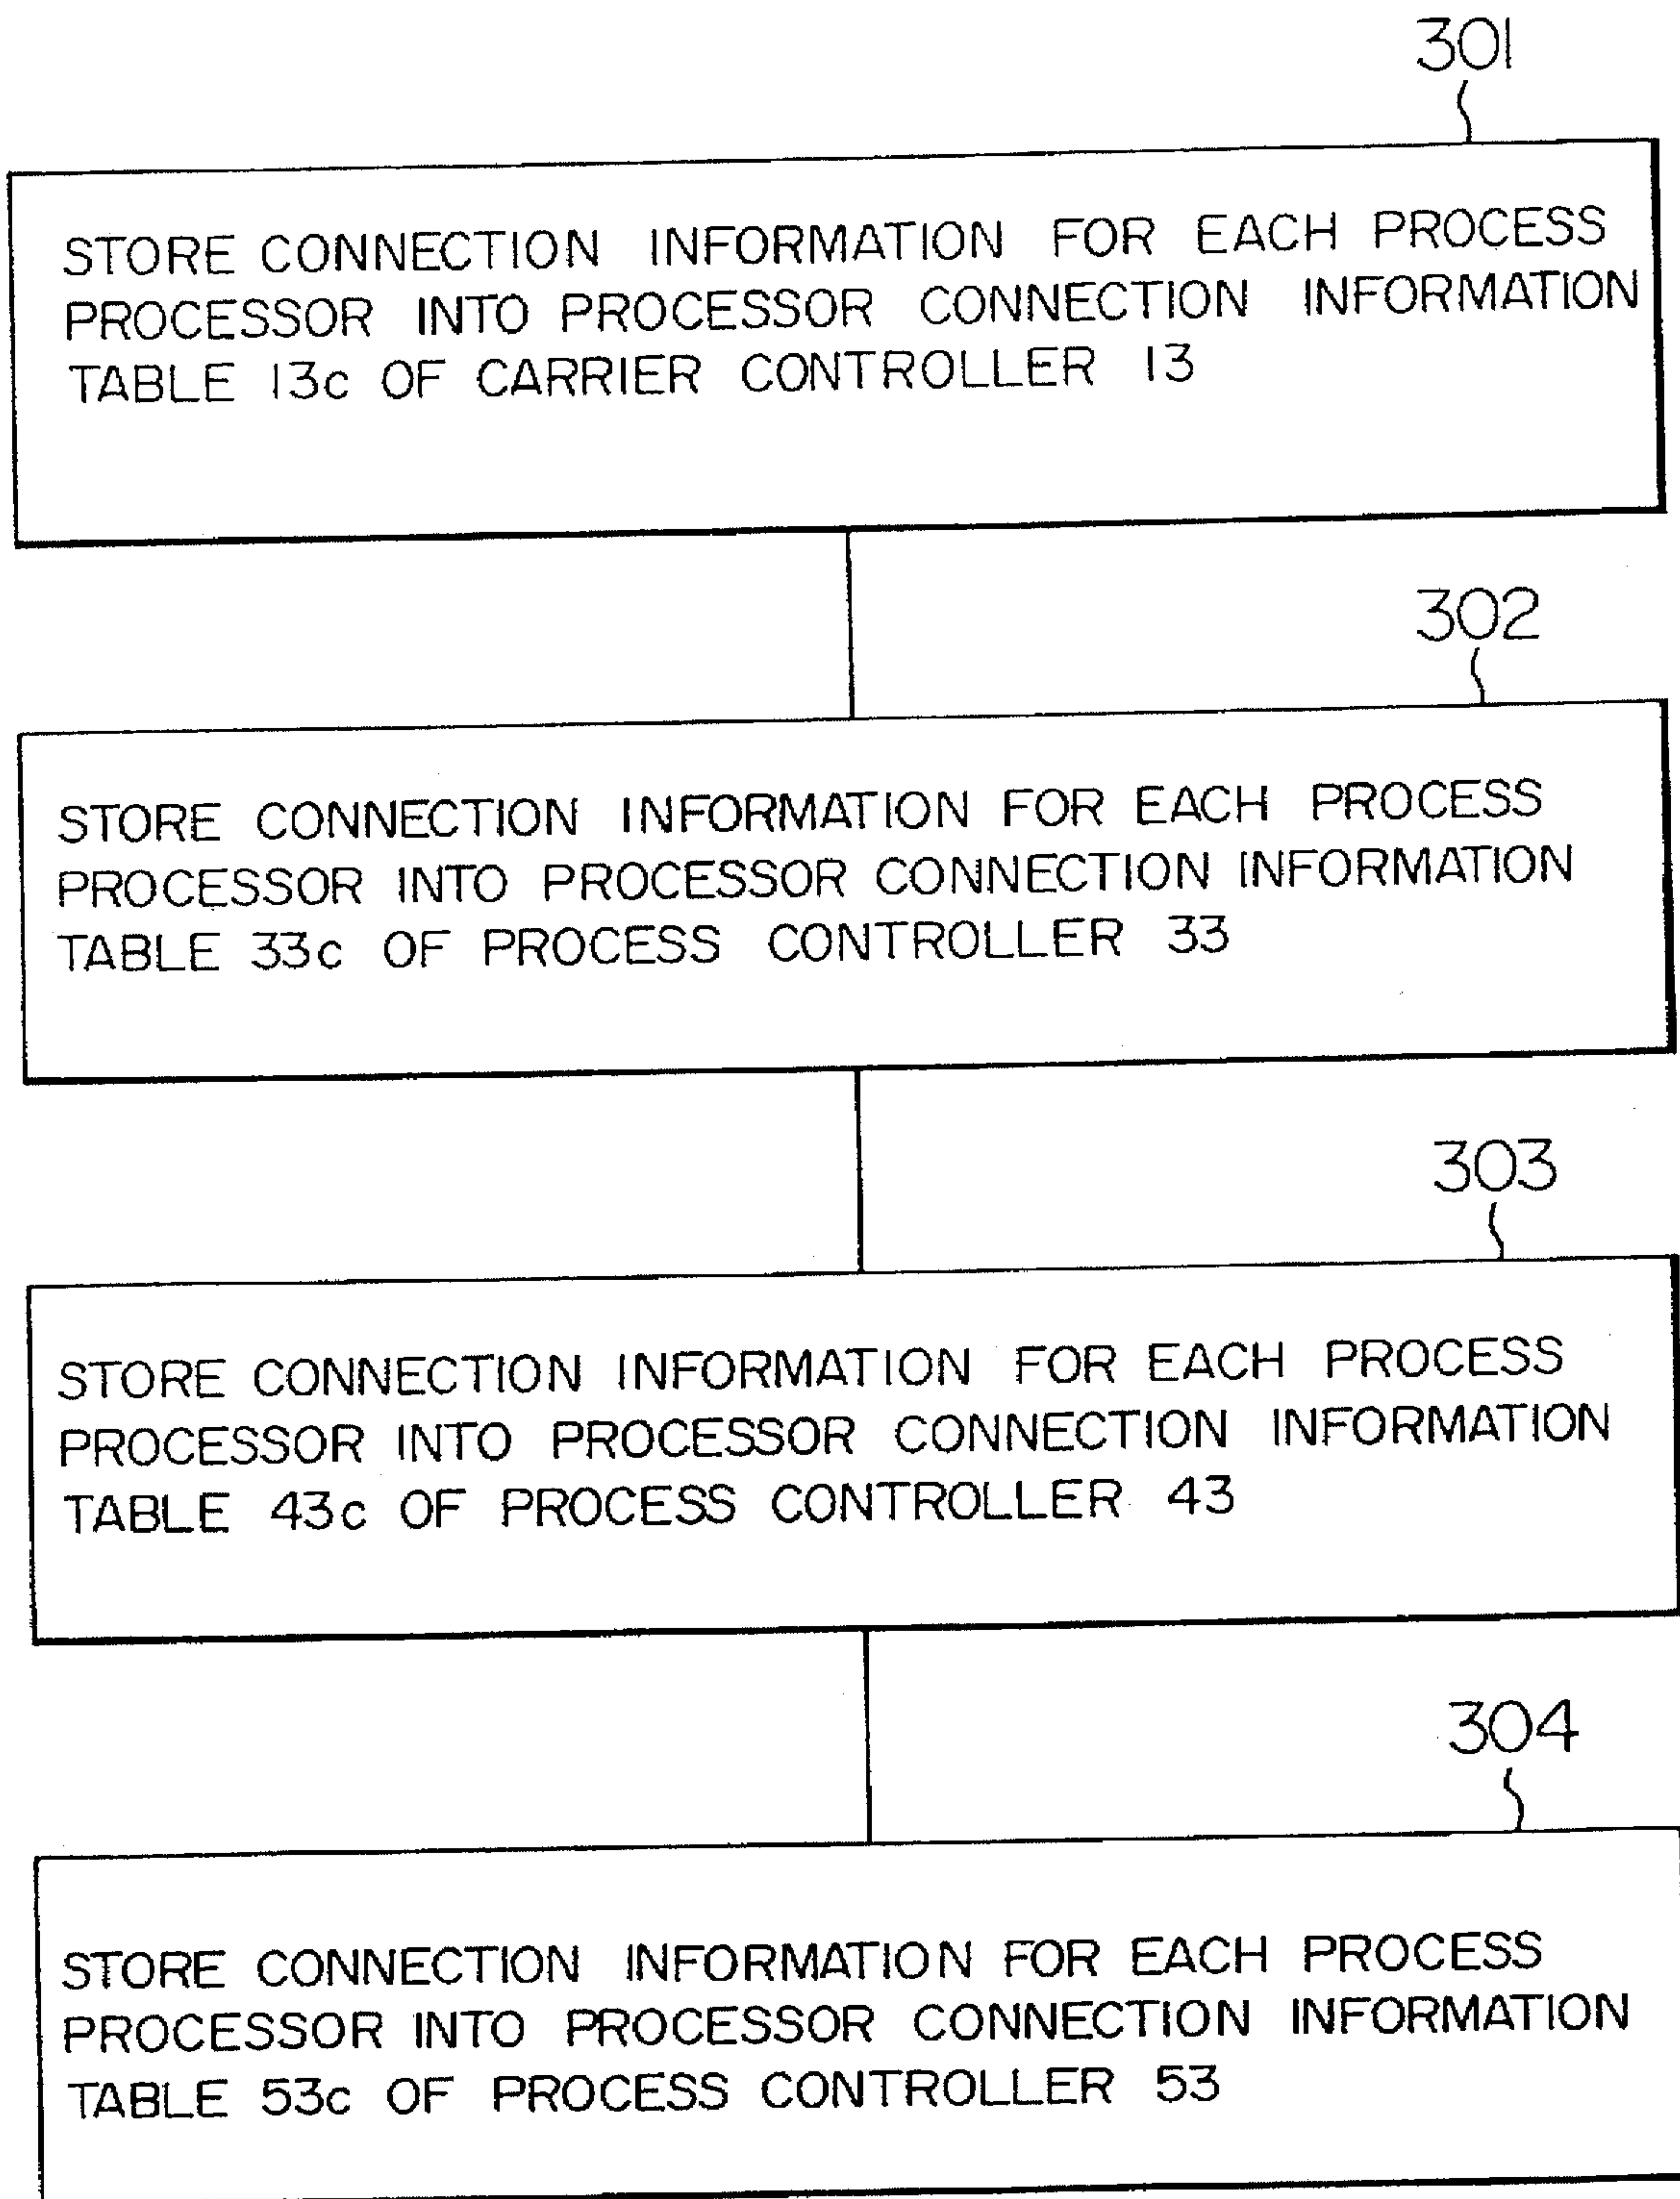 301
STORE CONNECTION INFORMATION FOR EACH PROCESS
PROCESSOR INTO PROCESSOR CONNECTION INFORMATION
TABLE 13c OF CARRIER CONTROLLER 13
302
STORE CONNECTION INFORMATION FOR EACH PROCESS
PROCESSOR INTO PROCESSOR CONNECTION INFORMATION
TABLE 33c OF PROCESS CONTROLLER 33
303
STORE CONNECTION INFORMATION FOR EACH PROCESS
PROCESSOR INTO PROCESSOR CONNECTION INFORMATION
TABLE 43c OF PROCESS CONTROLLER 43
304
STORE CONNECTION INFORMATION FOR EACH PROCESS
PROCESSOR INTO PROCESSOR CONNECTION INFORMATION
TABLE 53c OF PROCESS CONTROLLER 53